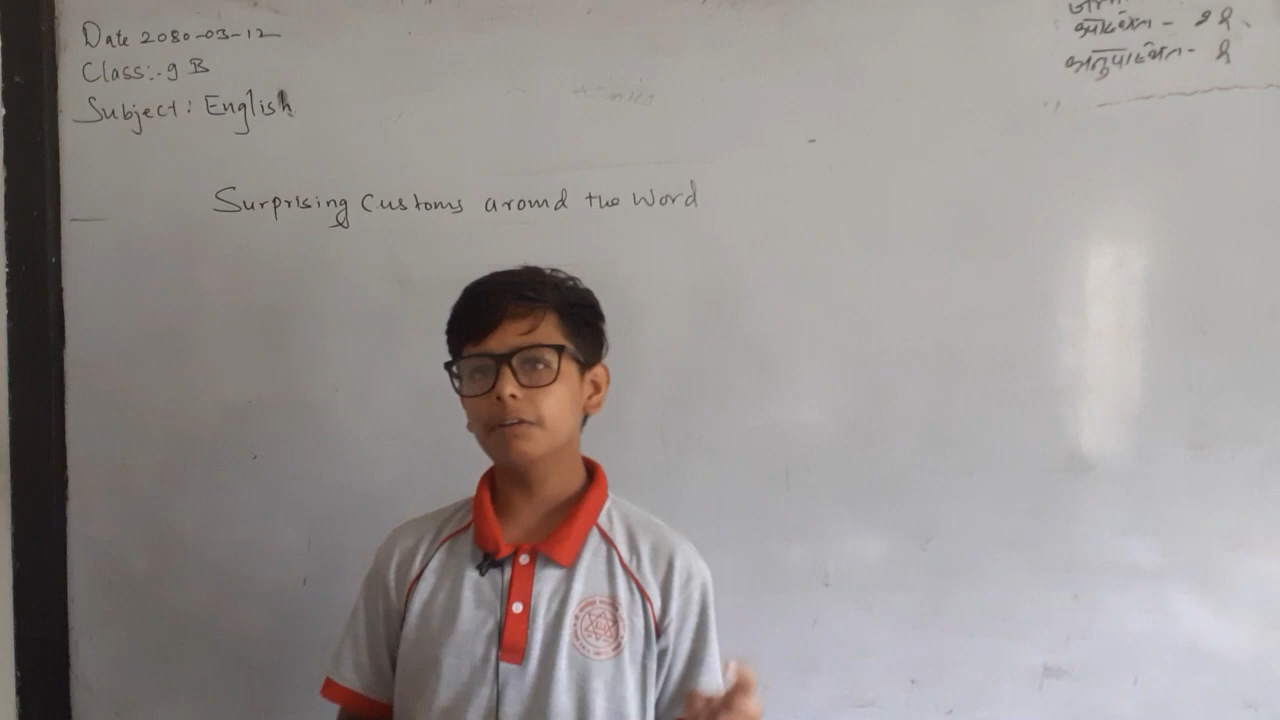 Date 2080-03-12
Class:-9 B
Subject: English
Surprising Customs around the Word